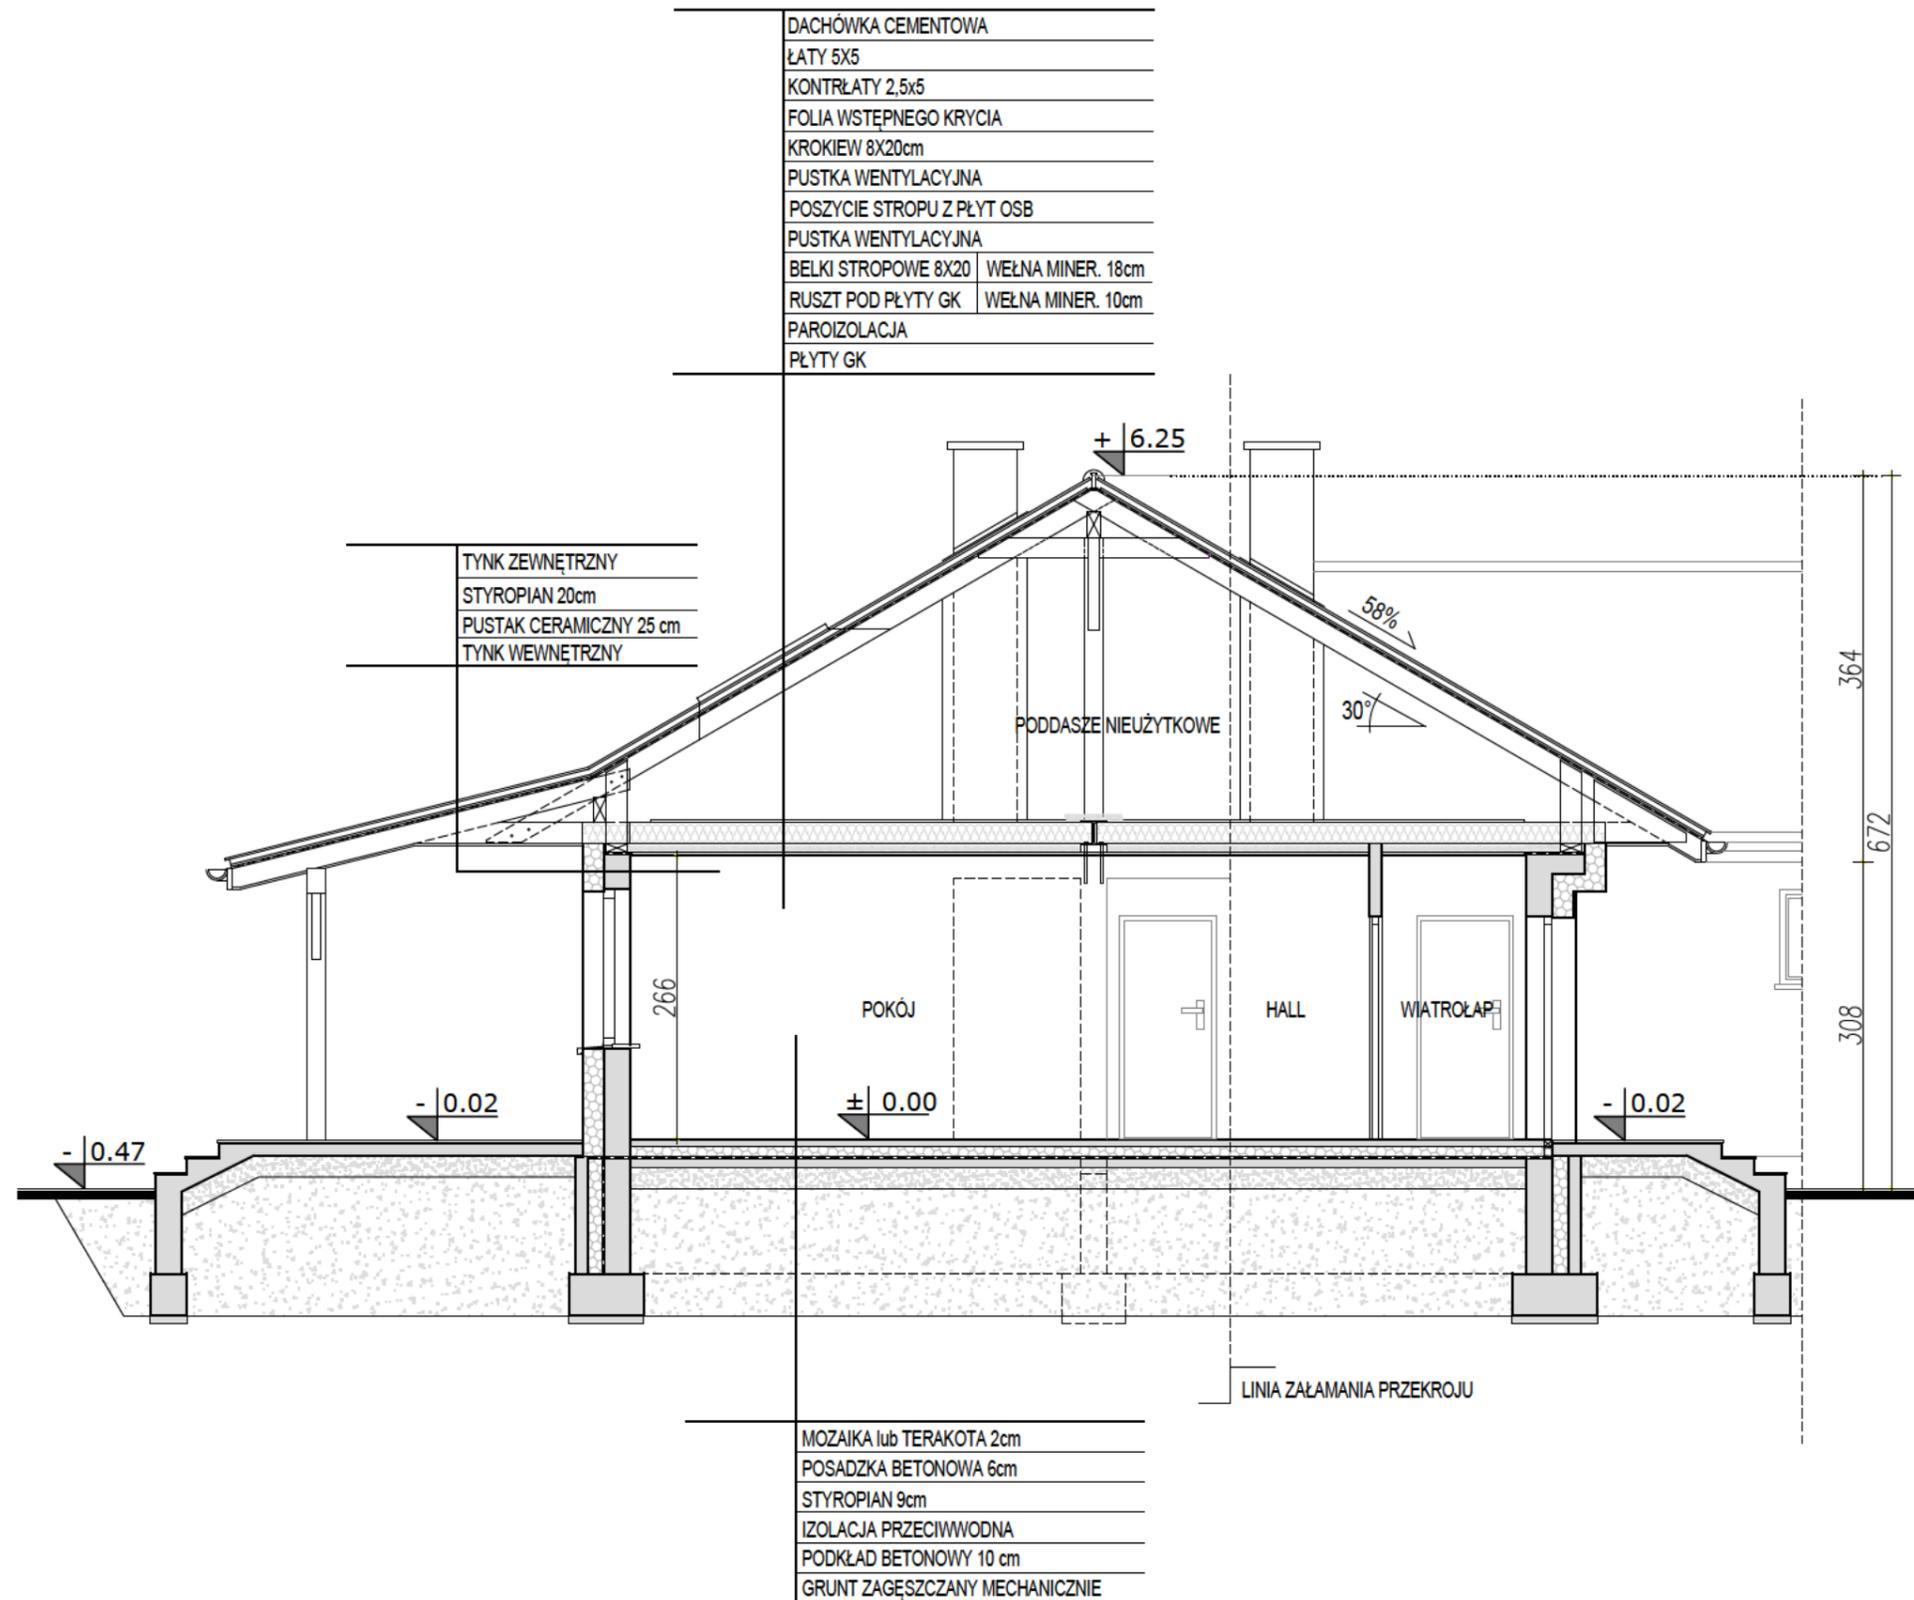 DACHÓWKA CEMENTOWA
ŁATY 5X5
KONTRŁATY 2,5x5
FOLIA WSTĘPNEGO KRYCIA
KROKIEW 8X20cm
PUSTKA WENTYLACYJNA
POSZYCIE STROPU Z PŁYT OSB
PUSTKA WENTYLACYJNA
BELKI STROPOWE 8X20 WEŁNA MINER. 18cm
RUSZT POD PŁYTY GK WEŁNA MINER. 10cm
PAROIZOLACJA
PŁYTY GK
+ 6.25
TYNK ZEWNĘTRZNY
STYROPIAN 20cm
PUSTAK CERAMICZNY 25 cm
TYNK WEWNĘTRZNY
58%
364
30°
PODDASZE NIEUŻYTKOWE
672
266
POKÓJ
HALL
WIATROŁAP
308
- 0.02
± 0.00
- 0.02
- 0.47
LINIA ZAŁAMANIA PRZEKROJU
MOZAIKA lub TERAKOTA 2cm
POSADZKA BETONOWA 6cm
STYROPIAN 9cm
IZOLACJA PRZECIWWODNA
PODKŁAD BETONOWY 10 cm
GRUNT ZAGĘSZCZANY MECHANICZNIE